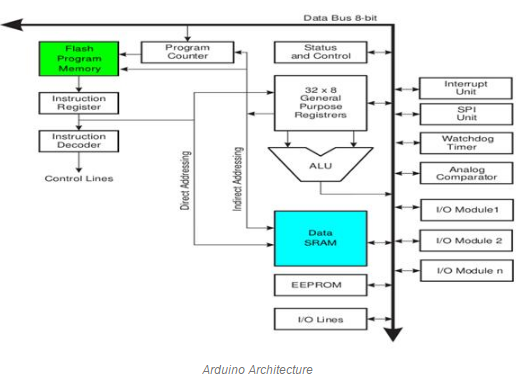 Data Bus 8-bit
Flash
Program
Memory
Program
Counter
Status
and Control
Instruction
Register
32 x 8
General
Purpose
Registrers
Interrupt
Unit
SPI
Unit
Instruction
Decoder
Watchdog
Timer
ALU
Analog
Comparator
Control Lines
Direct Addressing
Indirect Addressing
I/O Module1
Data
SRAM
I/O Module 2
I/O Module n
EEPROM
I/O Lines
Arduino Architecture